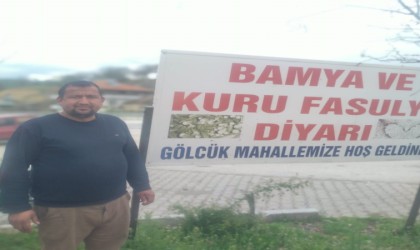 BAMYA VE
KURU FASULY
DİYARI
GÖLCÜK MAHALLEMİZE HOŞ GELDİN